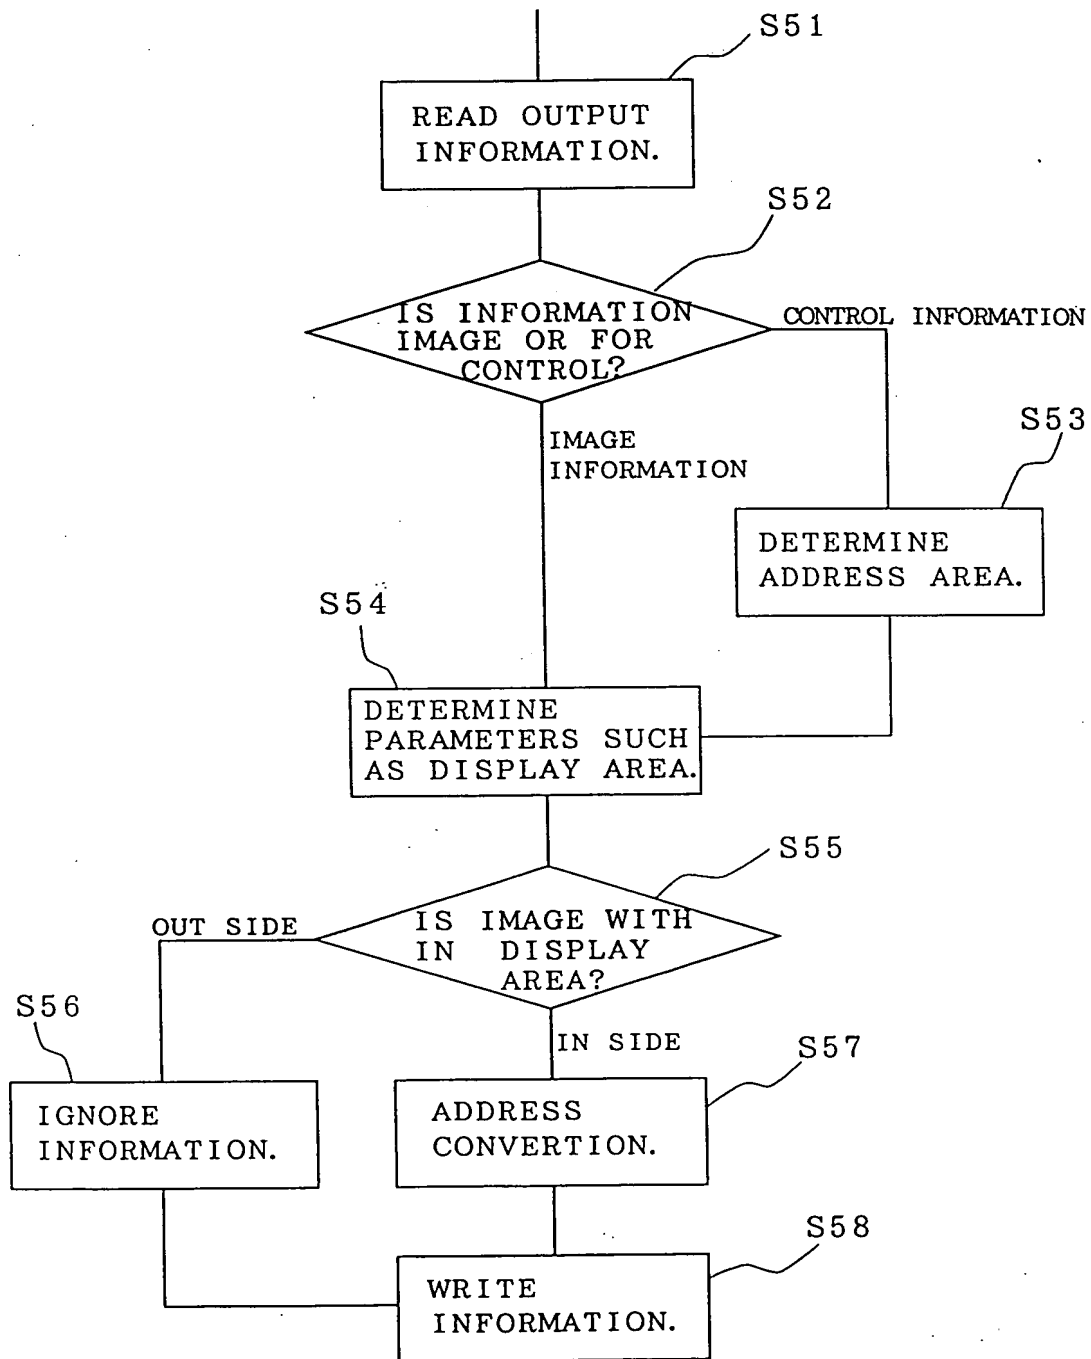 S51
READ OUTPUT
INFORMATION.
S52
IS INFORMATION
IMAGE OR FOR
CONTROL?
CONTROL INFORMATION
IMAGE
INFORMATION
S53
DETERMINE
ADDRESS AREA.
S54
DETERMINE
PARAMETERS SUCH
AS DISPLAY AREA.
S55
IS IMAGE WITH
IN DISPLAY
AREA?
OUT SIDE
IN SIDE
S56
IGNORE
INFORMATION.
S57
ADDRESS
CONVERTION.
S58
WRITE
INFORMATION.